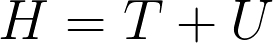 H = T + U